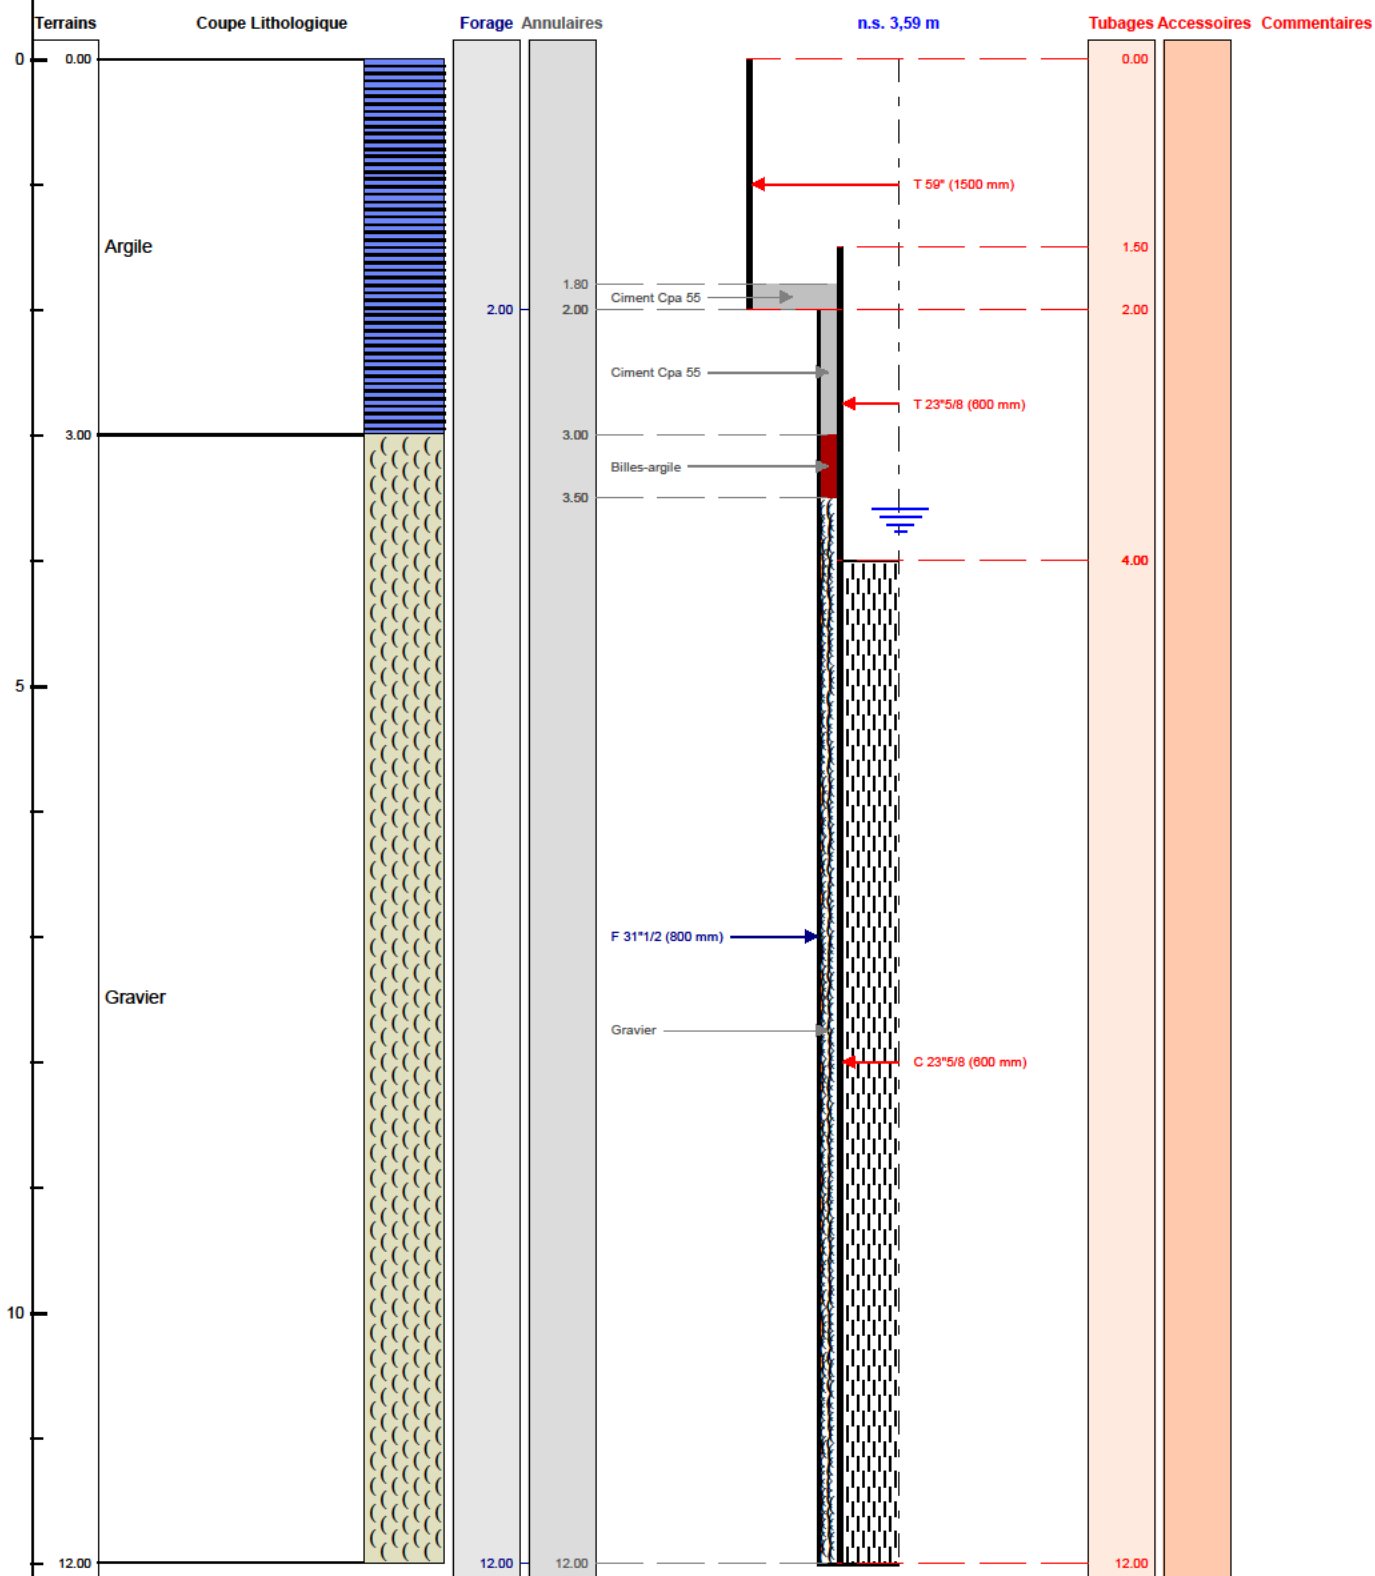 Terrains Coupe Lithologique Forage Annulaires n.s. 3,59 m Tubages Accessoires Commentaires
0 0.00 0.00
T 59" (1500 mm)
Argile 1.50
1.80
Ciment Cpa 55
2.00 2.00 2.00
Ciment Cpa 55
T 23"5/8 (600 mm)
3.00 3.00
Billes-argile
3.50
4.00
5
F 31"1/2 (800 mm)
Gravier
Gravier
C 23"5/8 (600 mm)
10
12.00 12.00 12.00 12.00